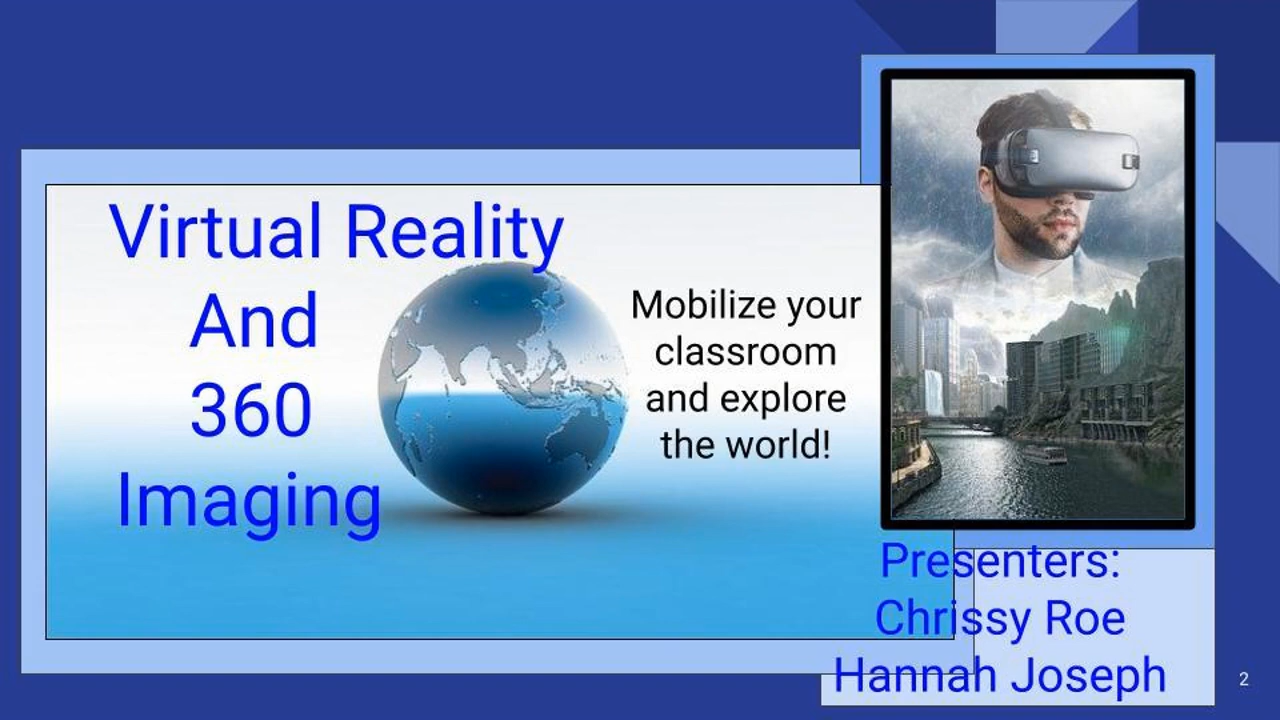 Virtual Reality
And
360
Imaging
Mobilize your
classroom
and explore
the world!
Presenters:
Chrissy Roe
Hannah Joseph
2